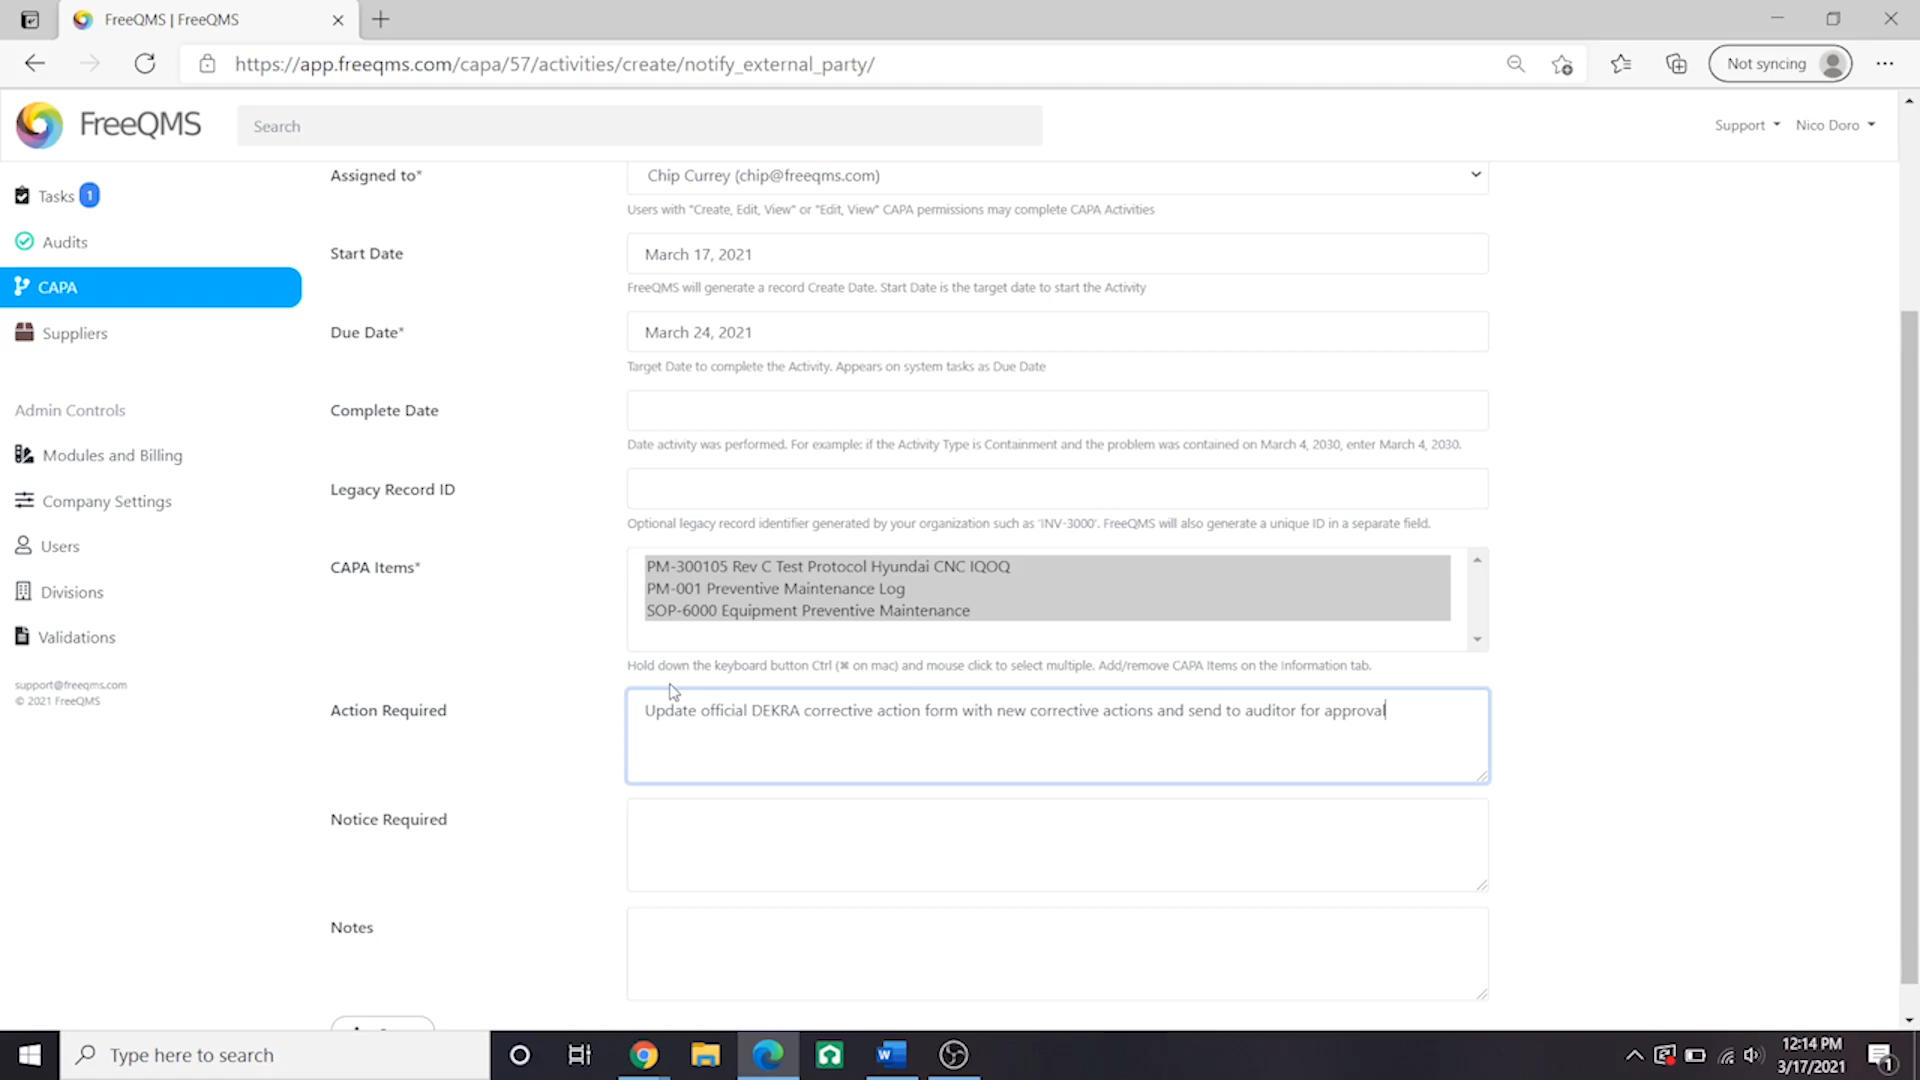 FreeQMS | FreeQMS
https://app.freeqms.com/capa/57/activities/create/notify_external_party/
Not syncing
FreeQMS
Search
Support
Nico Doro
Tasks 1
Audits
CAPA
Suppliers
Admin Controls
Modules and Billing
Company Settings
Users
Divisions
Validations
support@freeqms.com
© 2021 FreeQMS
Assigned to*
Chip Currey (chip@freeqms.com)
Users with "Create, Edit, View" or "Edit, View" CAPA permissions may complete CAPA Activities
Start Date
March 17, 2021
FreeQMS will generate a record Create Date. Start Date is the target date to start the Activity
Due Date*
March 24, 2021
Target Date to complete the Activity. Appears on system tasks as Due Date
Complete Date
Date activity was performed. For example: if the Activity Type is Containment and the problem was contained on March 4, 2030, enter March 4, 2030.
Legacy Record ID
Optional legacy record identifier generated by your organization such as 'INV-3000'. FreeQMS will also generate a unique ID in a separate field.
CAPA Items*
PM-300105 Rev C Test Protocol Hyundai CNC IQOQ
PM-001 Preventive Maintenance Log
SOP-6000 Equipment Preventive Maintenance
Hold down the keyboard button Ctrl (⌘ on mac) and mouse click to select multiple. Add/remove CAPA Items on the Information tab.
Action Required
Update official DEKRA corrective action form with new corrective actions and send to auditor for approval
Notice Required
Notes
Type here to search
12:14 PM
3/17/2021
1